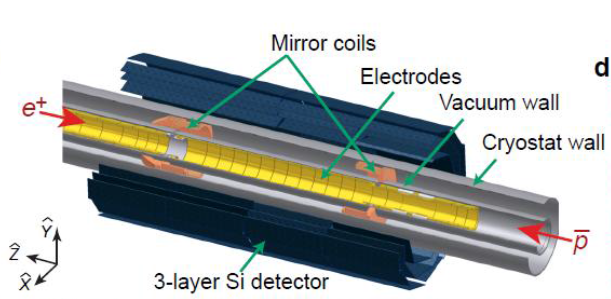 Mirror coils
Electrodes
d
Vacuum wall
e+
Cryostat wall
p̅
Ŷ
Ẑ
X̂
3-layer Si detector